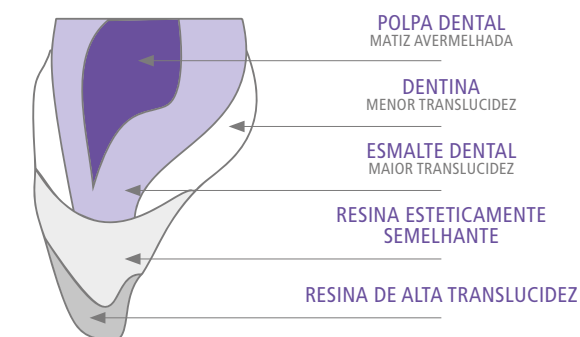 POLPA DENTAL
MATIZ AVERMELHADA
DENTINA
MENOR TRANSLUCIDEZ
ESMALTE DENTAL
MAIOR TRANSLUCIDEZ
RESINA ESTETICAMENTE
SEMELHANTE
RESINA DE ALTA TRANSLUCIDEZ